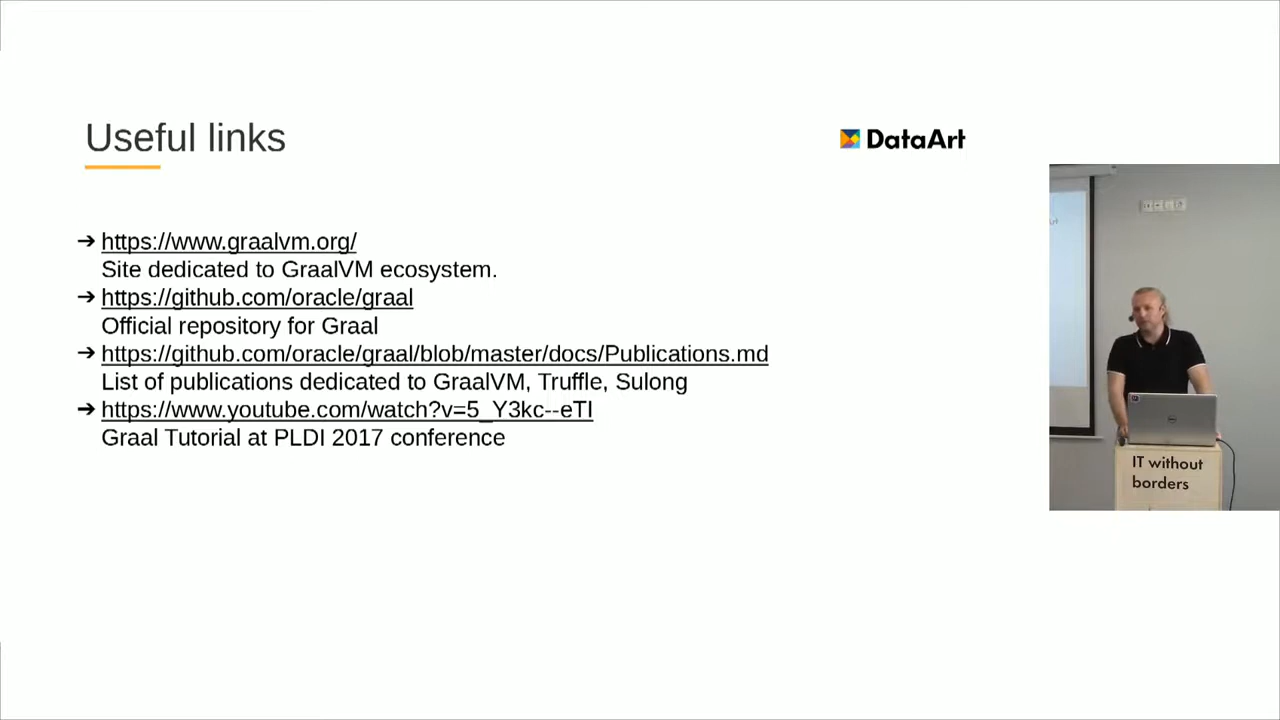 Useful links
DataArt
➔ https://www.graalvm.org/
Site dedicated to GraalVM ecosystem.
➔ https://github.com/oracle/graal
Official repository for Graal
➔ https://github.com/oracle/graal/blob/master/docs/Publications.md
List of publications dedicated to GraalVM, Truffle, Sulong
➔ https://www.youtube.com/watch?v=5_Y3kc--eTI
Graal Tutorial at PLDI 2017 conference
IT without
borders